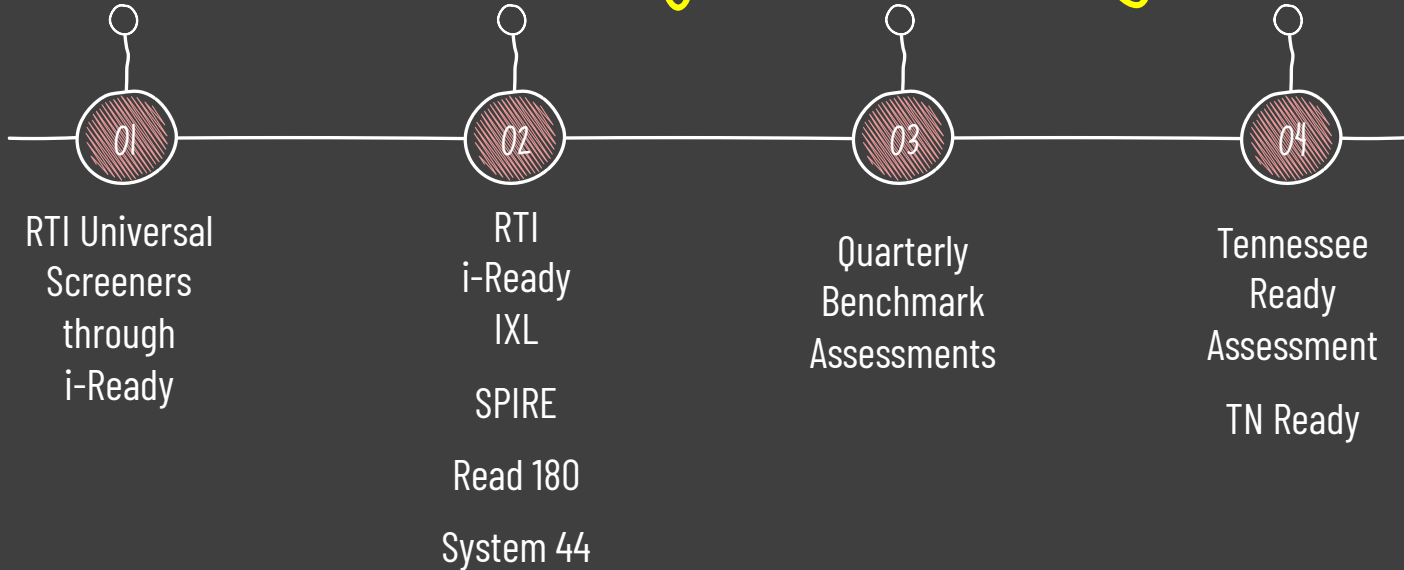 01
RTI Universal
Screeners
through
i-Ready
02
RTI
i-Ready
IXL
SPIRE
Read 180
System 44
03
Quarterly
Benchmark
Assessments
04
Tennessee
Ready
Assessment
TN Ready